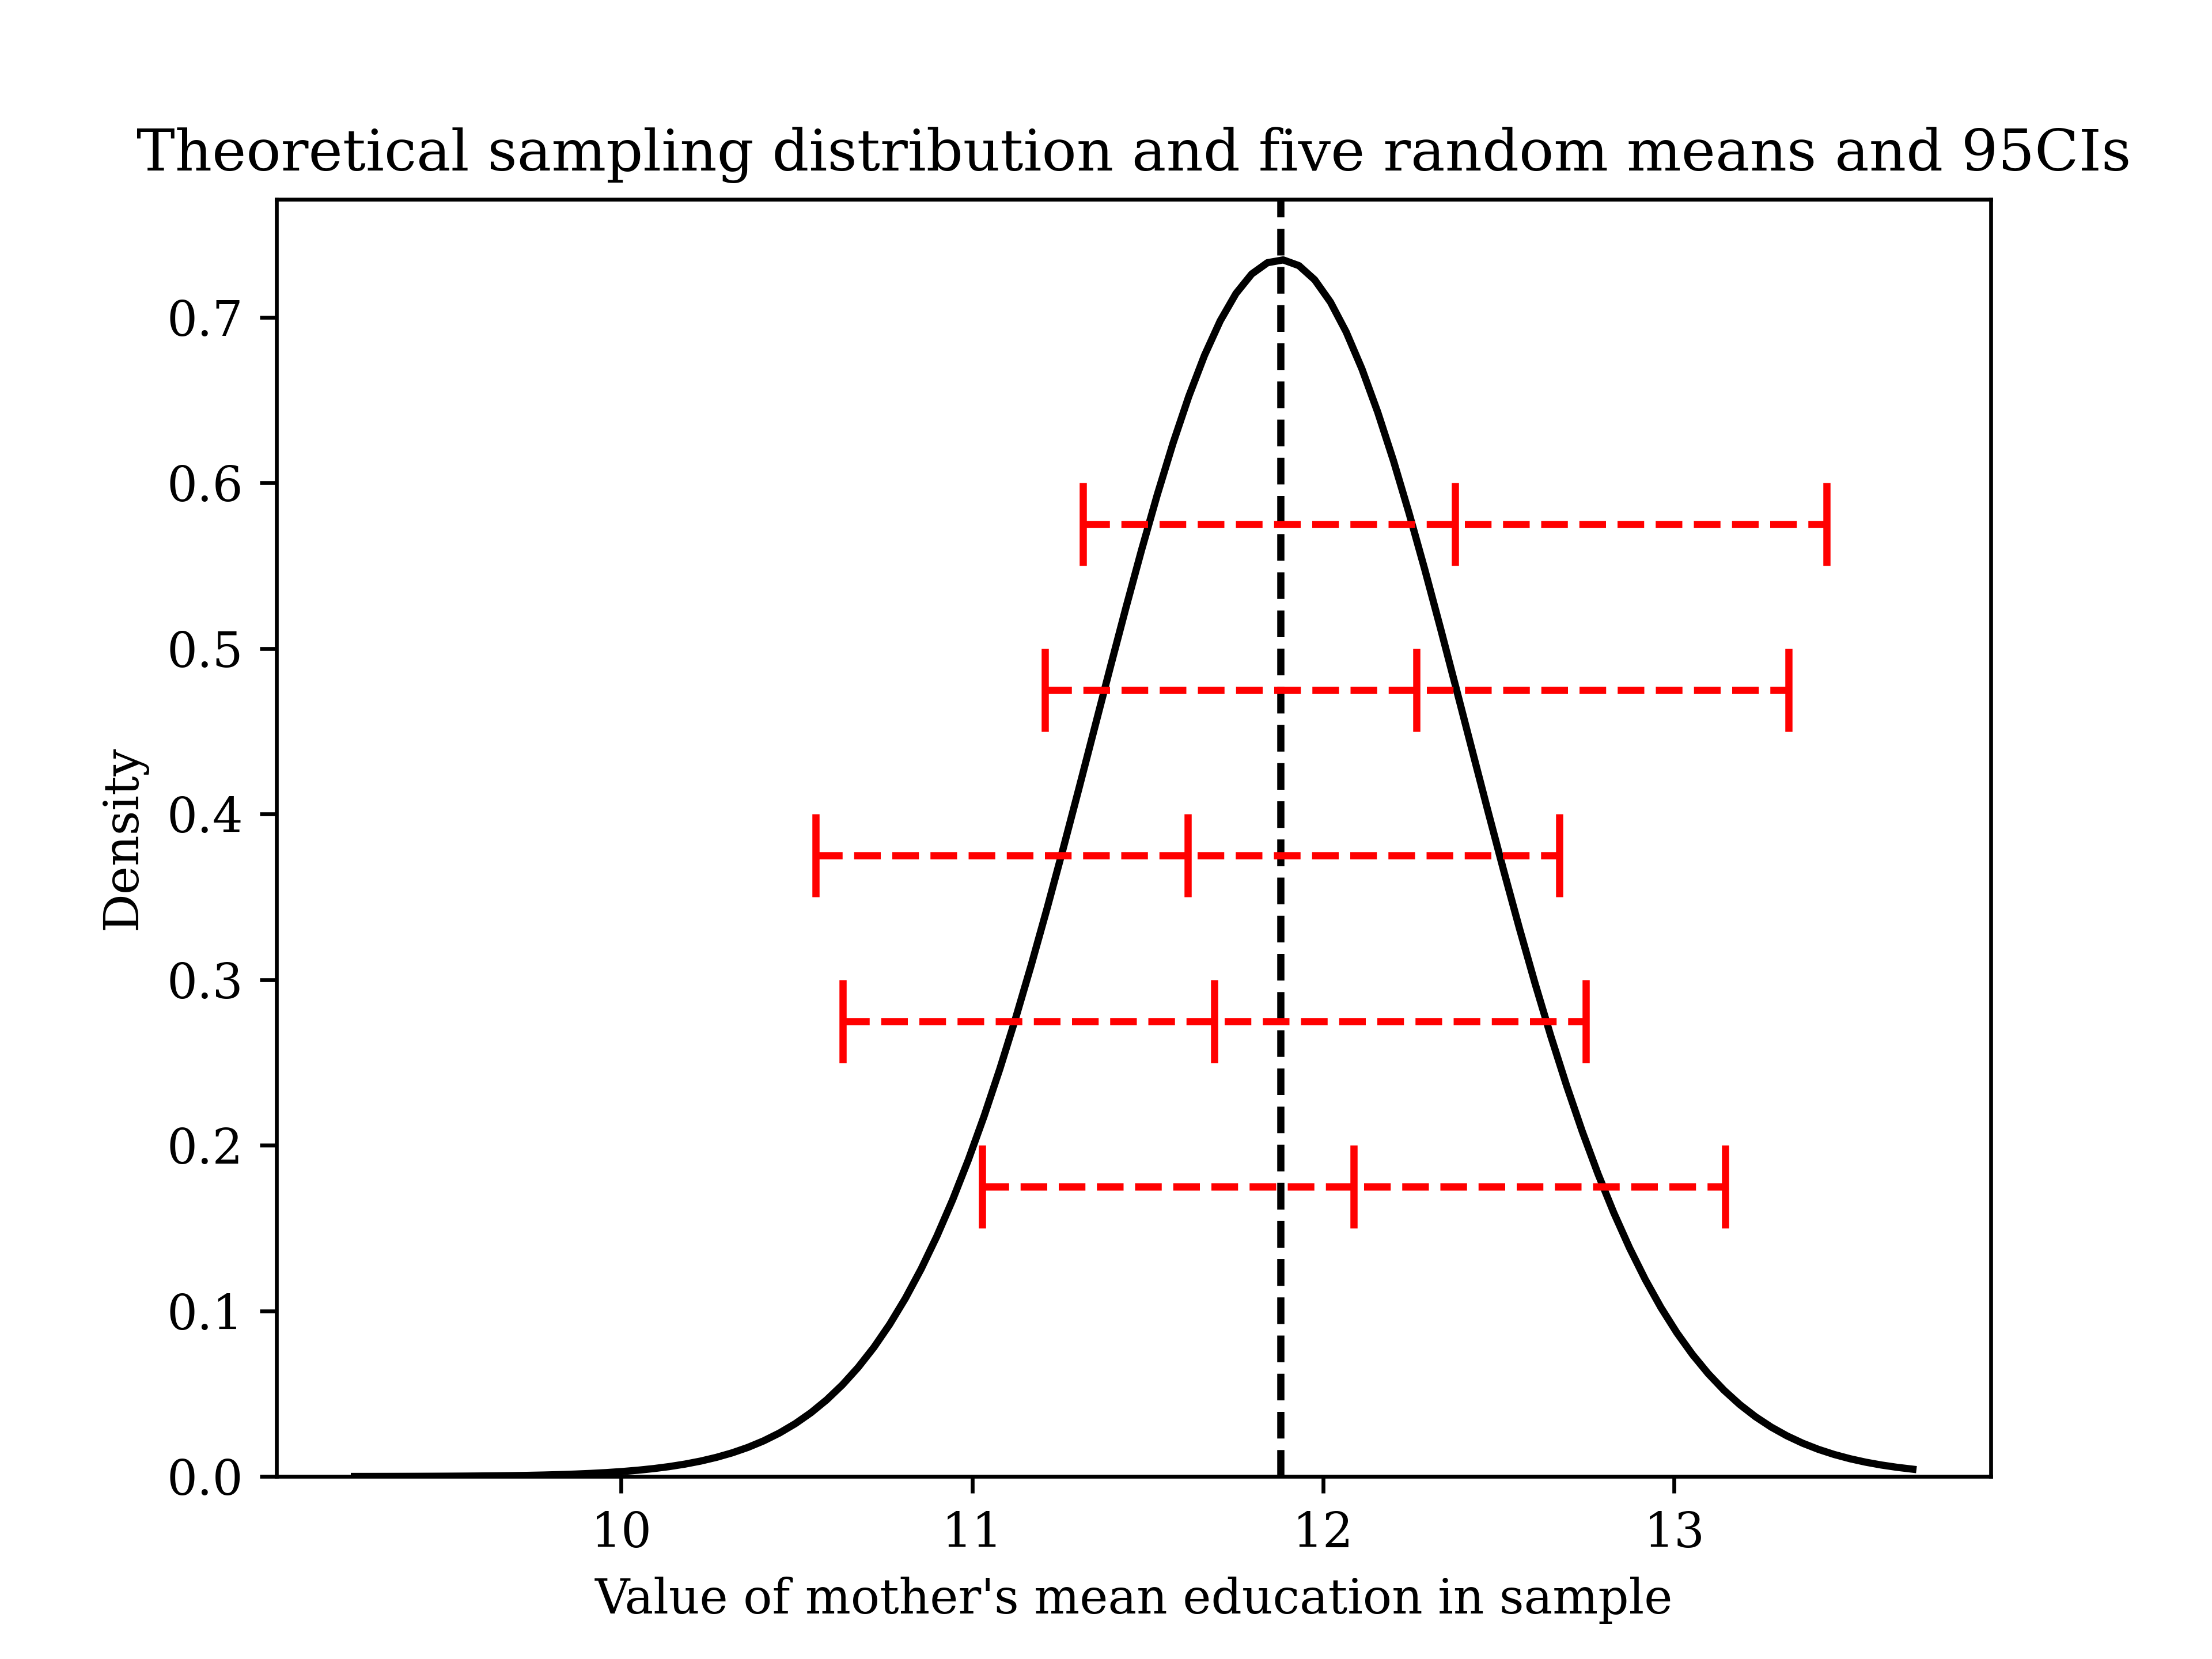 Theoretical sampling distribution and five random means and 95CIs
0.7
0.6
0.5
0.4
0.3
0.2
0.1
0.0
Density
10 11 12 13
Value of mother's mean education in sample